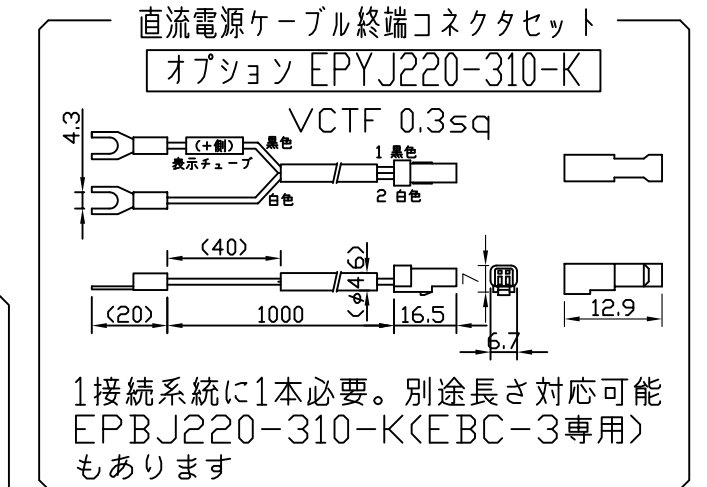 直流電源ケーブル終端コネクタセット
オプション EPYJ220-310-K
VCTF 0.3sq
4.3
(+側)
黒色
表示チューブ
白色
1 黒色
2 白色
(40)
(φ4.6)
7
(20)
1000
16.5
12.9
6.7
1接続系統に1本必要。別途長さ対応可能
EPBJ220-310-K(EBC-3専用)
もあります